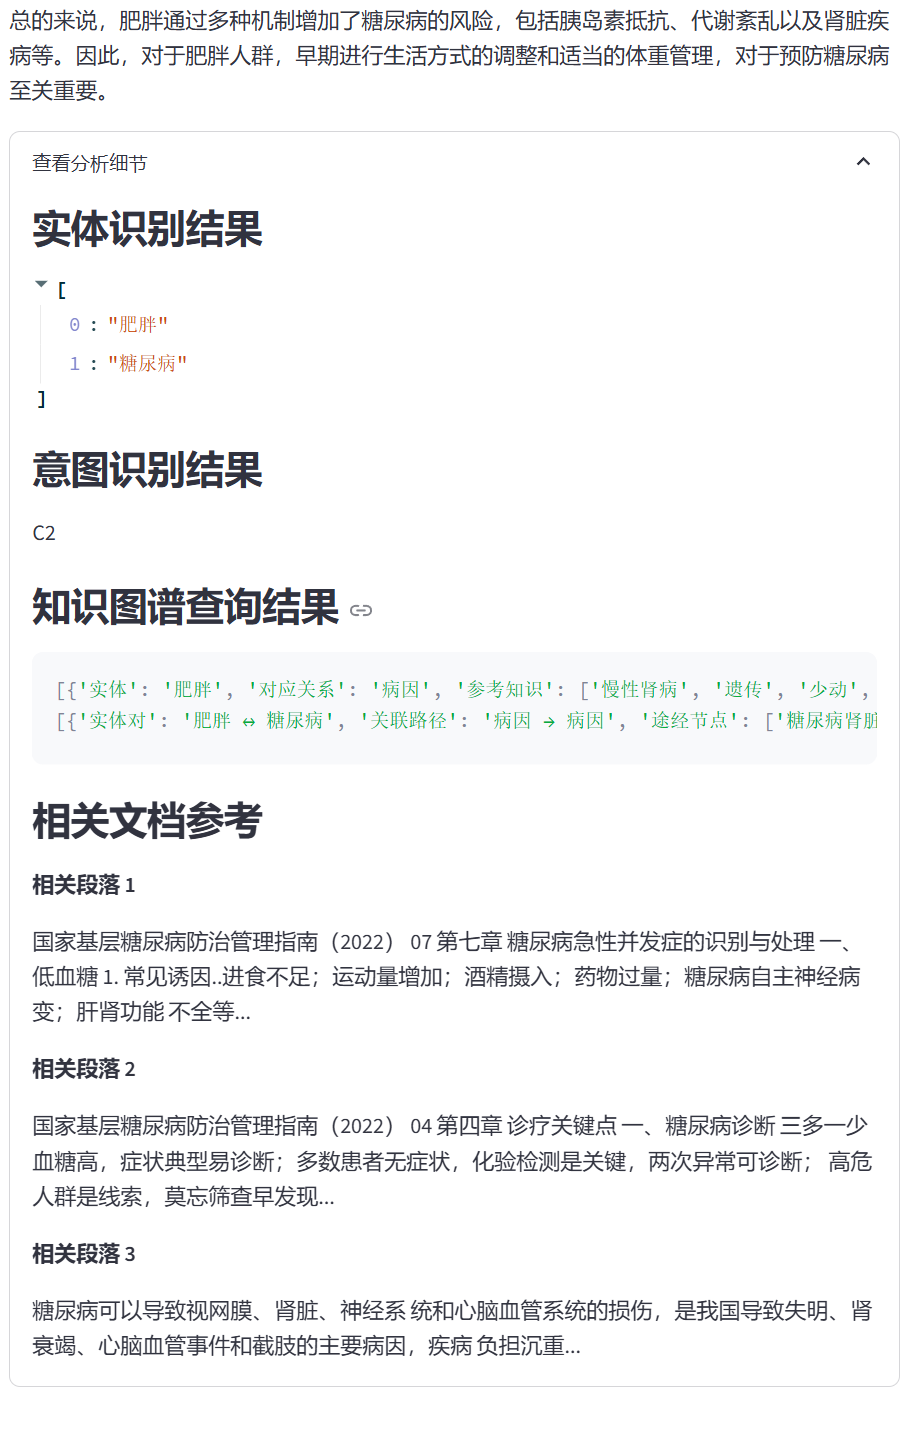 总的来说，肥胖通过多种机制增加了糖尿病的风险，包括胰岛素抵抗、代谢紊乱以及肾脏疾
病等。因此，对于肥胖人群，早期进行生活方式的调整和适当的体重管理，对于预防糖尿病
至关重要。
查看分析细节
实体识别结果
[
0 : "肥胖"
1 : "糖尿病"
]
意图识别结果
C2
知识图谱查询结果
[{'实体': '肥胖', '对应关系': '病因', '参考知识': ['慢性肾病', '遗传', '少动',
[{'实体对': '肥胖 ↔ 糖尿病', '关联路径': '病因 → 病因', '途经节点': ['糖尿病肾脏
相关文档参考
相关段落 1
国家基层糖尿病防治管理指南（2022） 07 第七章 糖尿病急性并发症的识别与处理 一、
低血糖 1. 常见诱因..进食不足；运动量增加；酒精摄入；药物过量；糖尿病自主神经病
变；肝肾功能 不全等...
相关段落 2
国家基层糖尿病防治管理指南（2022） 04 第四章 诊疗关键点 一、糖尿病诊断 三多一少
血糖高，症状典型易诊断；多数患者无症状，化验检测是关键，两次异常可诊断； 高危
人群是线索，莫忘筛查早发现...
相关段落 3
糖尿病可以导致视网膜、肾脏、神经系 统和心脑血管系统的损伤，是我国导致失明、肾
衰竭、心脑血管事件和截肢的主要病因，疾病 负担沉重...